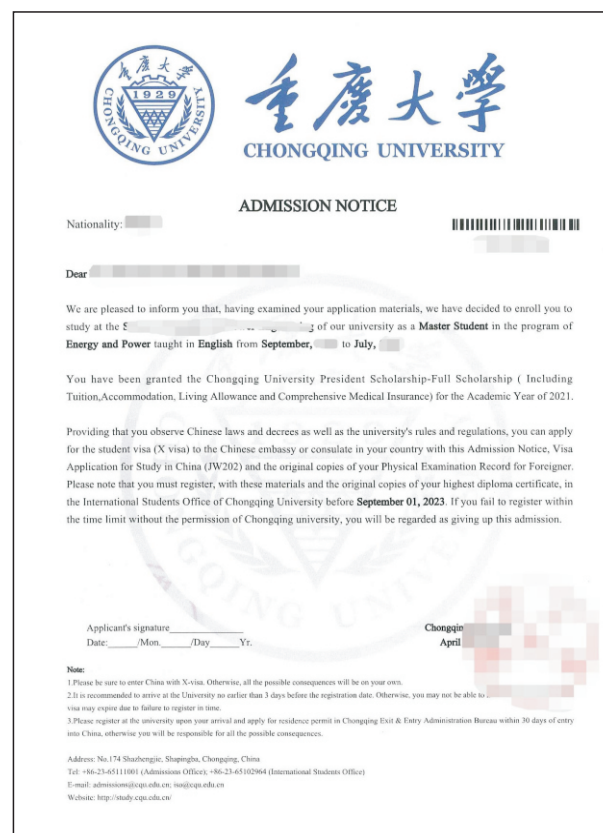 重慶大學
1929
CHONGQING UNIVERSITY
重慶大學
CHONGQING UNIVERSITY
ADMISSION NOTICE
Nationality:
Dear
We are pleased to inform you that, having examined your application materials, we have decided to enroll you to
study at the of our university as a Master Student in the program of
Energy and Power taught in English from September, to July,
You have been granted the Chongqing University President Scholarship-Full Scholarship ( Including
Tuition,Accommodation, Living Allowance and Comprehensive Medical Insurance) for the Academic Year of 2021.
Providing that you observe Chinese laws and decrees as well as the university's rules and regulations, you can apply
for the student visa (X visa) to the Chinese embassy or consulate in your country with this Admission Notice, Visa
Application for Study in China (JW202) and the original copies of your Physical Examination Record for Foreigner.
Please note that you must register, with these materials and the original copies of your highest diploma certificate, in
the International Students Office of Chongqing University before September 01, 2023. If you fail to register within
the time limit without the permission of Chongqing university, you will be regarded as giving up this admission.
Applicant's signature____________
Chongqin
Date:_____/Mon._____/Day____Yr.
April
Note:
1.Please be sure to enter China with X-visa. Otherwise, all the possible consequences will be on your own.
2.It is recommended to arrive at the University no earlier than 3 days before the registration date. Otherwise, you may not be able to
visa may expire due to failure to register in time.
3.Please register at the university upon your arrival and apply for residence permit in Chongqing Exit & Entry Administration Bureau within 30 days of entry
into China, otherwise you will be responsible for all the possible consequences.
Address: No.174 Shazhengjie, Shapingba, Chongqing, China
Tel: +86-23-65111001 (Admissions Office); +86-23-65102964 (International Students Office)
E-mail: admissions@cqu.edu.cn; iso@cqu.edu.cn
Website: http://study.cqu.edu.cn/